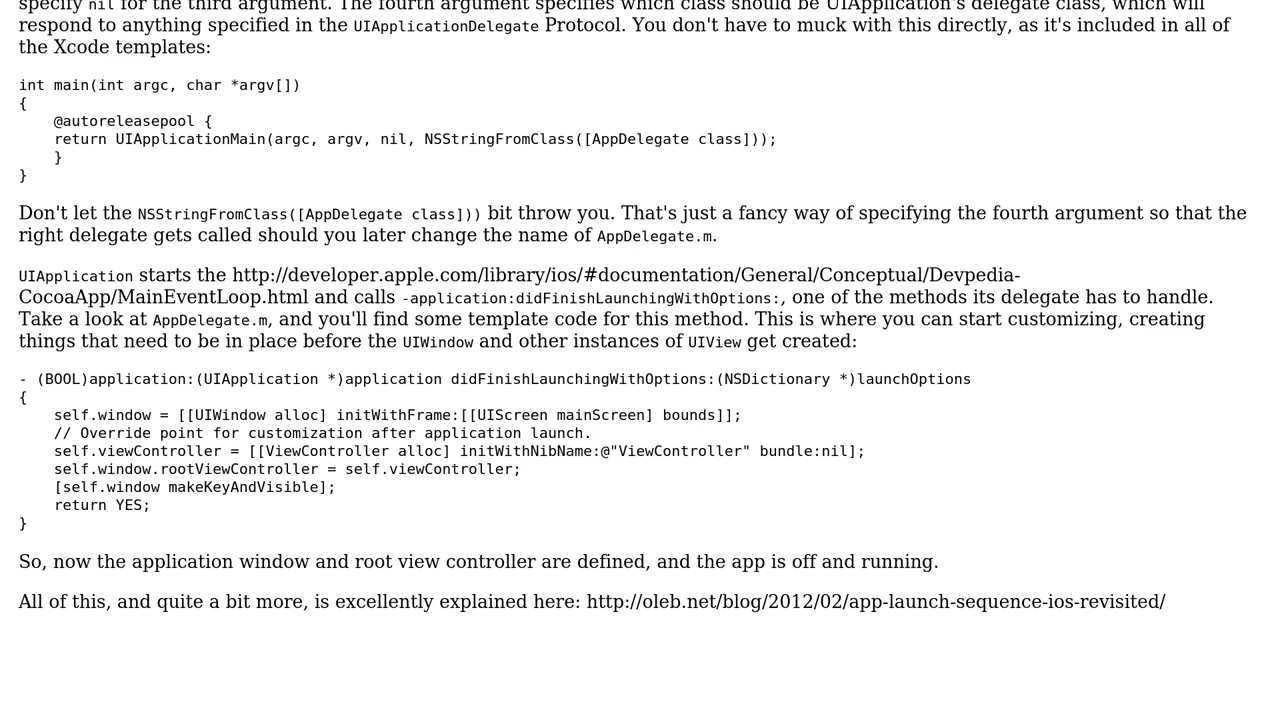 specify nil for the third argument. The fourth argument specifies which class should be UIApplication's delegate class, which will
respond to anything specified in the UIApplicationDelegate Protocol. You don't have to muck with this directly, as it's included in all of
the Xcode templates:
int main(int argc, char *argv[])
{
    @autoreleasepool {
    return UIApplicationMain(argc, argv, nil, NSStringFromClass([AppDelegate class]));
    }
}
Don't let the NSStringFromClass([AppDelegate class])) bit throw you. That's just a fancy way of specifying the fourth argument so that the
right delegate gets called should you later change the name of AppDelegate.m.
UIApplication starts the http://developer.apple.com/library/ios/#documentation/General/Conceptual/Devpedia-
CocoaApp/MainEventLoop.html and calls -application:didFinishLaunchingWithOptions:, one of the methods its delegate has to handle.
Take a look at AppDelegate.m, and you'll find some template code for this method. This is where you can start customizing, creating
things that need to be in place before the UIWindow and other instances of UIView get created:
- (BOOL)application:(UIApplication *)application didFinishLaunchingWithOptions:(NSDictionary *)launchOptions
{
    self.window = [[UIWindow alloc] initWithFrame:[[UIScreen mainScreen] bounds]];
    // Override point for customization after application launch.
    self.viewController = [[ViewController alloc] initWithNibName:@"ViewController" bundle:nil];
    self.window.rootViewController = self.viewController;
    [self.window makeKeyAndVisible];
    return YES;
}
So, now the application window and root view controller are defined, and the app is off and running.
All of this, and quite a bit more, is excellently explained here: http://oleb.net/blog/2012/02/app-launch-sequence-ios-revisited/